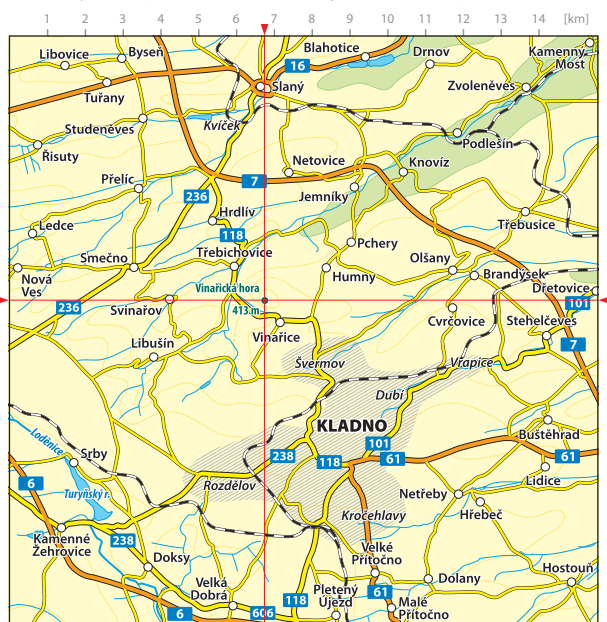 1 2 3 4 5 6 7 8 9 10 11 12 13 14 [km]
Libovice
Byseň
Blahotice
Drnov
Kamenný
Most
16
Tuřany
Slaný
Zvoleněves
Studeněves
Kvíček
Podlešín
Řisuty
Netovice
Knovíz
Přelíc
7
236
Jemníky
Hrdlív
Třebusice
Ledce
118
Pchery
Smečno
Třebichovice
Olšany
Humny
Brandýsek
Nová
Ves
Vinařická hora
413 m
Dřetovice
101
236
Svinařov
Cvrčovice
Stehelčeves
Vinařice
7
Libušín
Švermov
Vrapice
Dubí
KLADNO
Buštěhrad
Loděnice
101
Srby
238
118
61
61
Lidice
6
Rozdělov
Turyňský r.
Netřeby
Hřebeč
Kročehlavy
Kamenné
Žehrovice
238
Velké
Přítočno
Doksy
Dolany
Hostouň
Velká
Dobrá
Pletený
Újezd
61
118
6
606
Malé
Přítočno